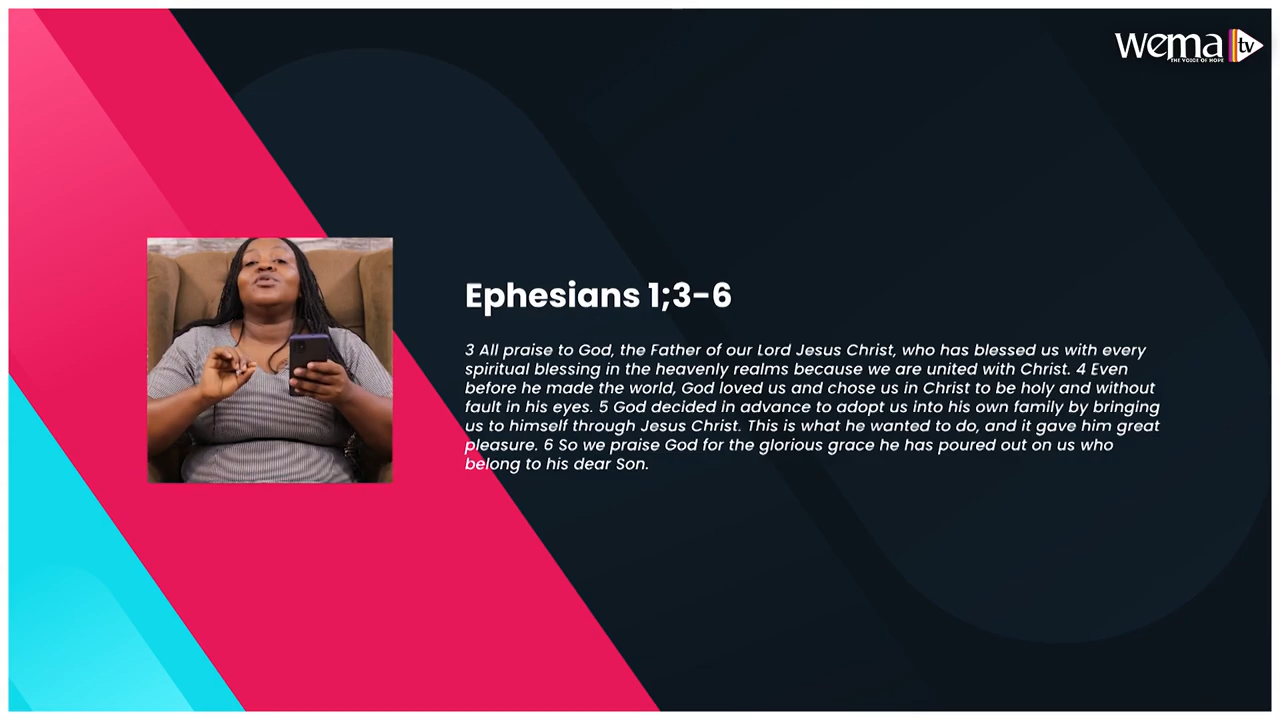 wema tv
THE VOICE OF HOPE
Ephesians 1;3-6
3 All praise to God, the Father of our Lord Jesus Christ, who has blessed us with every
spiritual blessing in the heavenly realms because we are united with Christ. 4 Even
before he made the world, God loved us and chose us in Christ to be holy and without
fault in his eyes. 5 God decided in advance to adopt us into his own family by bringing
us to himself through Jesus Christ. This is what he wanted to do, and it gave him great
pleasure. 6 So we praise God for the glorious grace he has poured out on us who
belong to his dear Son.